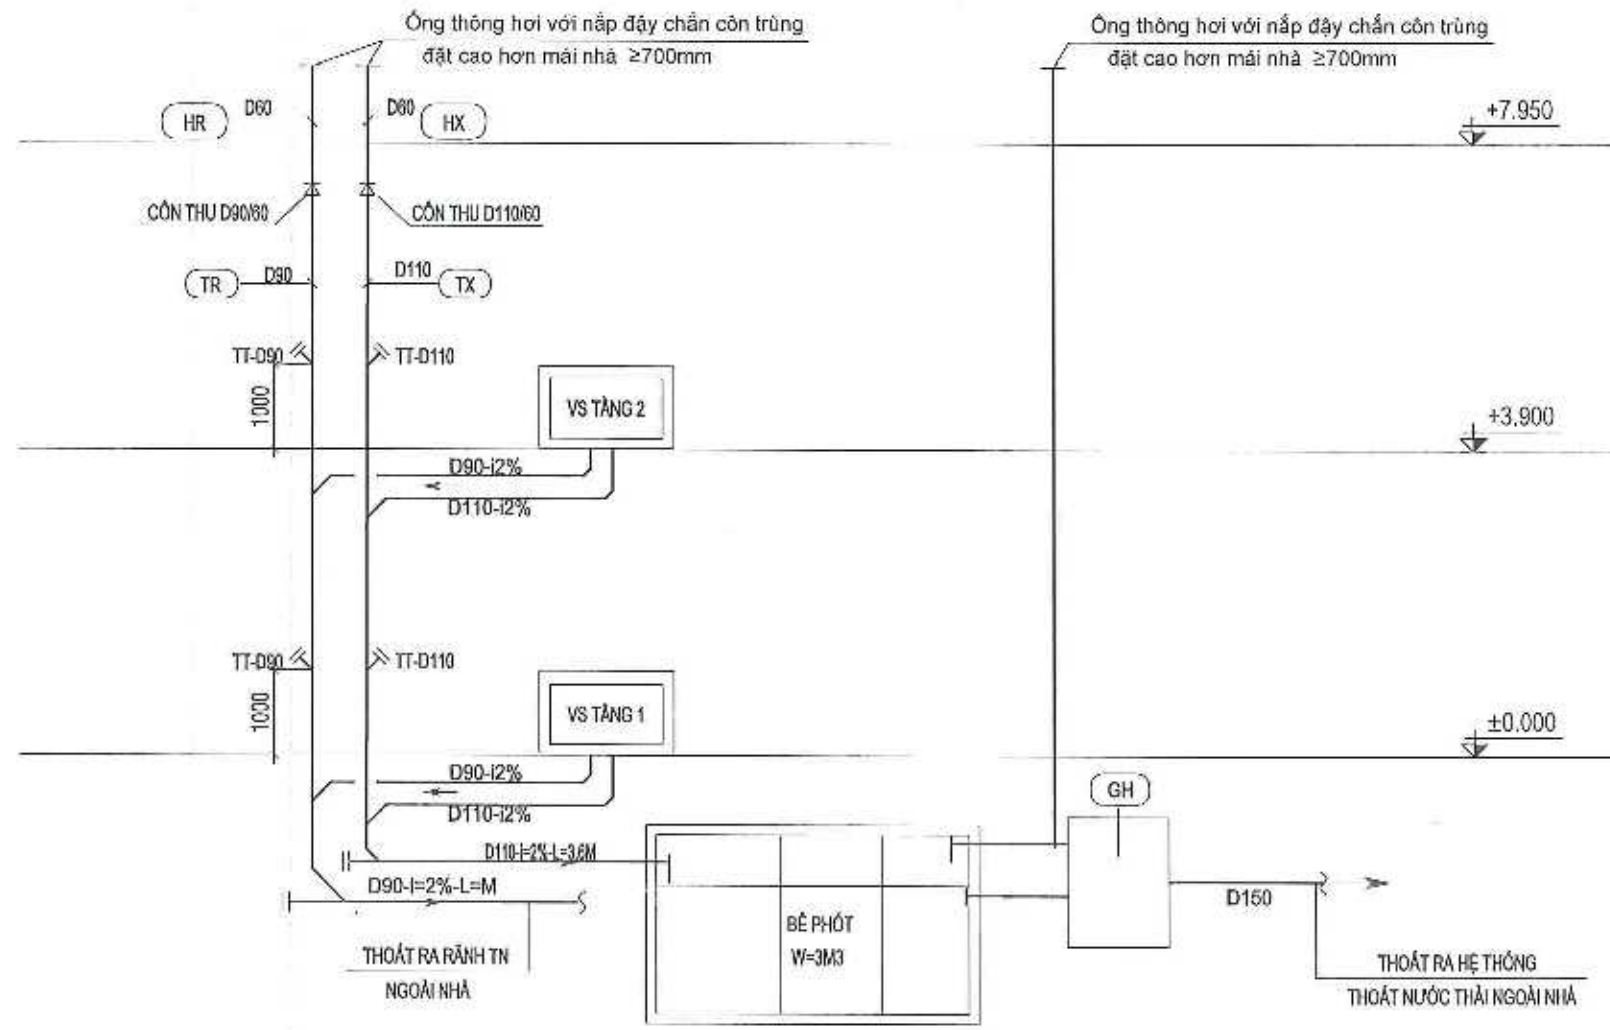 Ống thông hơi với nắp đậy chắn côn trùng
đặt cao hơn mái nhà ≥700mm
Ống thông hơi với nắp đậy chắn côn trùng
đặt cao hơn mái nhà ≥700mm
HR
D60
D60
HX
+7.950
CÔN THU D90/60
CÔN THU D110/60
TR
D90
D110
TX
TT-D90
TT-D110
1000
VS TẦNG 2
+3.900
D90-i2%
D110-i2%
TT-D90
TT-D110
1000
VS TẦNG 1
±0.000
D90-i2%
D110-i2%
GH
D110-i=2%-L=3.6M
D90-I=2%-L=M
D150
BỂ PHÓT
W=3M3
THOÁT RA RÃNH TN
NGOÀI NHÀ
THOÁT RA HỆ THỐNG
THOÁT NƯỚC THẢI NGOÀI NHÀ